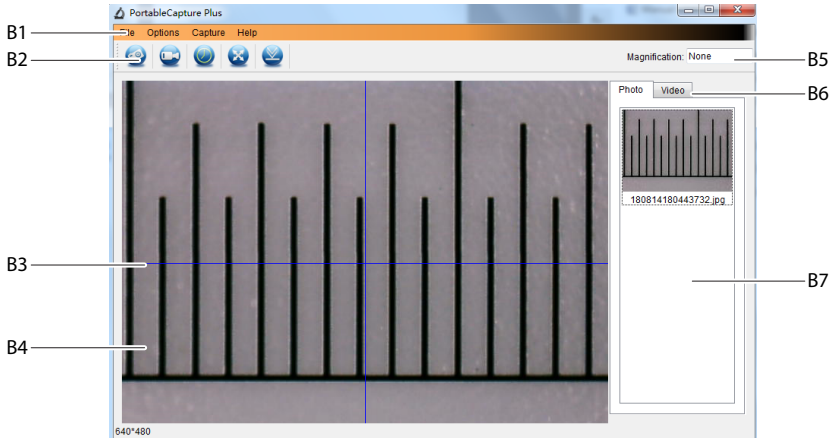 PortableCapture Plus
File Options Capture Help
B1
B2
Magnification: None
B5
Photo Video
B6
180814180443732.jpg
B3
B7
B4
640*480